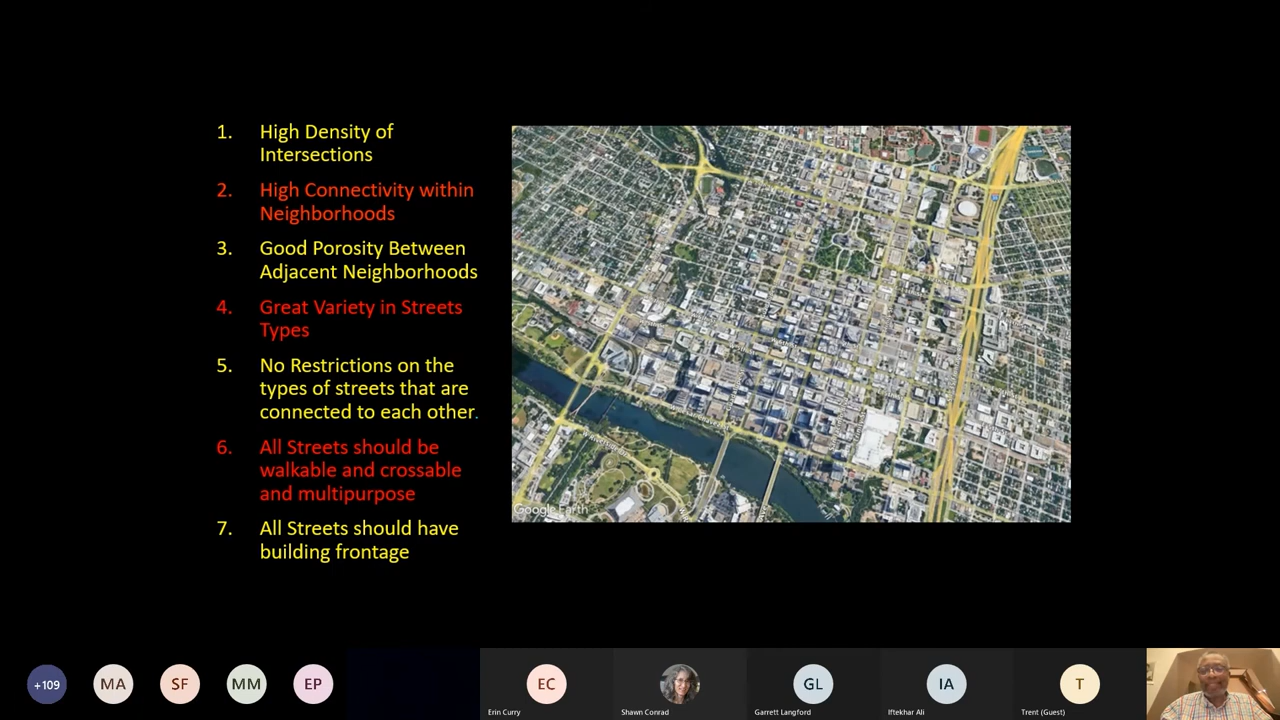 1. High Density of
Intersections
2. High Connectivity within
Neighborhoods
3. Good Porosity Between
Adjacent Neighborhoods
4. Great Variety in Streets
Types
5. No Restrictions on the
types of streets that are
connected to each other.
6. All Streets should be
walkable and crossable
and multipurpose
7. All Streets should have
building frontage
Google Earth
+109
MA
SF
MM
EP
EC
GL
IA
T
Erin Curry
Shawn Conrad
Garrett Langford
Iftekhar Ali
Trent (Guest)